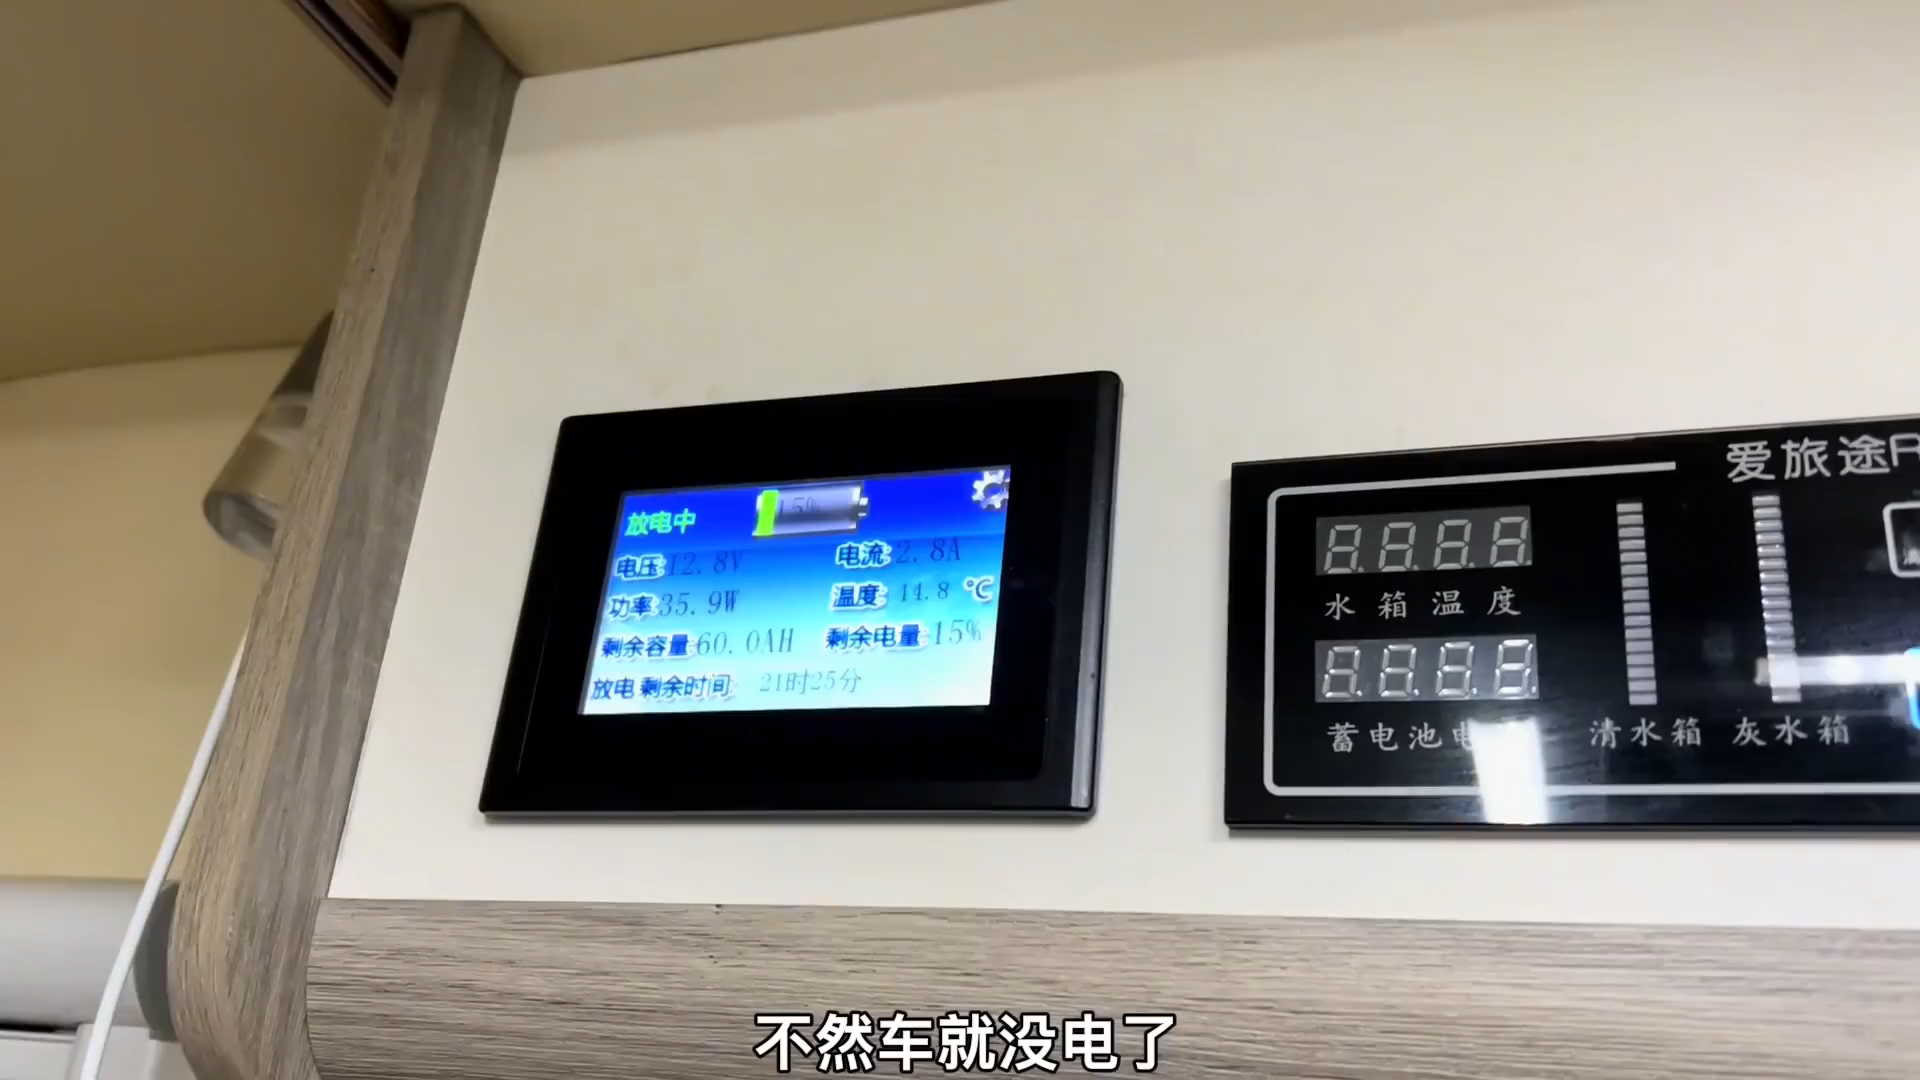 放电中 15%
电压:12.8V 电流:2.8A
功率:35.9W 温度: 44.8 ℃
剩余容量:60.0AH 剩余电量:15%
放电剩余时间: 21时25分
爱旅途R
水箱温度
蓄电池电
清水箱 灰水箱
不然车就没电了